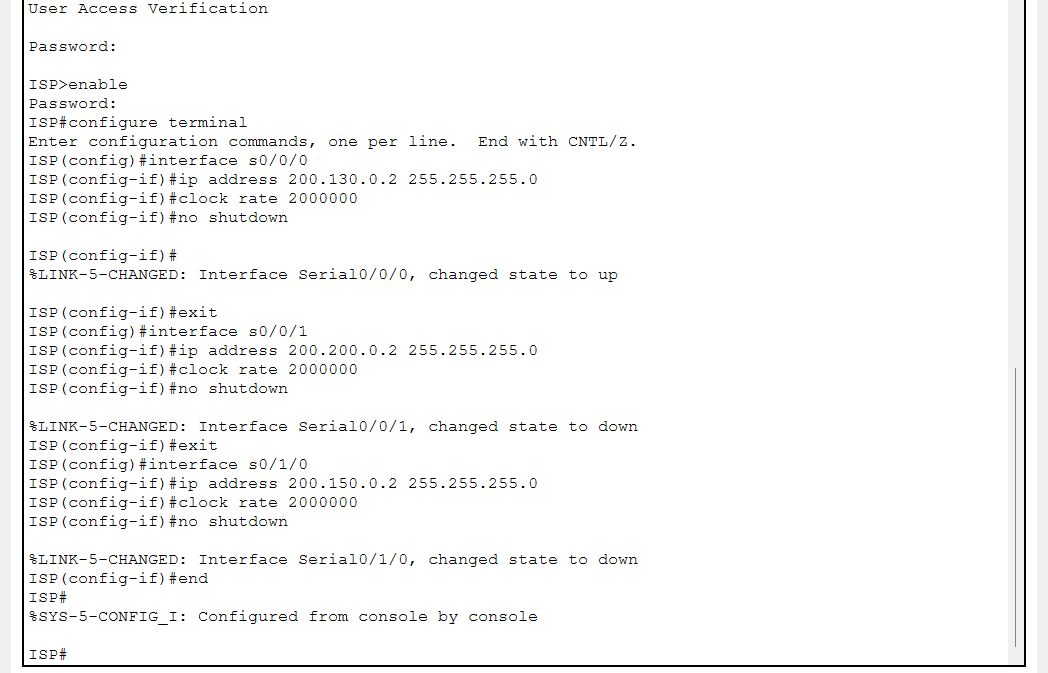 User Access Verification
Password:
ISP>enable
Password:
ISP#configure terminal
Enter configuration commands, one per line.  End with CNTL/Z.
ISP(config)#interface s0/0/0
ISP(config-if)#ip address 200.130.0.2 255.255.255.0
ISP(config-if)#clock rate 2000000
ISP(config-if)#no shutdown
ISP(config-if)#
%LINK-5-CHANGED: Interface Serial0/0/0, changed state to up
ISP(config-if)#exit
ISP(config)#interface s0/0/1
ISP(config-if)#ip address 200.200.0.2 255.255.255.0
ISP(config-if)#clock rate 2000000
ISP(config-if)#no shutdown
%LINK-5-CHANGED: Interface Serial0/0/1, changed state to down
ISP(config-if)#exit
ISP(config)#interface s0/1/0
ISP(config-if)#ip address 200.150.0.2 255.255.255.0
ISP(config-if)#clock rate 2000000
ISP(config-if)#no shutdown
%LINK-5-CHANGED: Interface Serial0/1/0, changed state to down
ISP(config-if)#end
ISP#
%SYS-5-CONFIG_I: Configured from console by console
ISP#